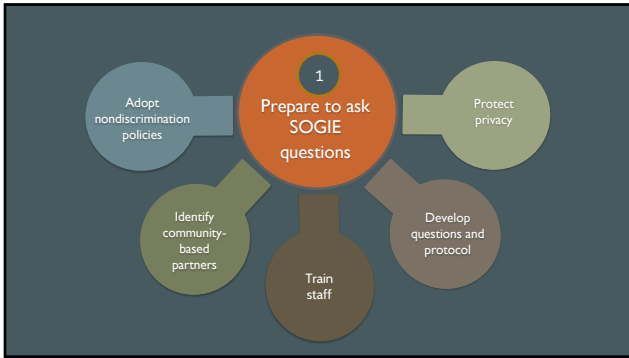 1
Prepare to ask
SOGIE
questions
Adopt
nondiscrimination
policies
Identify
community-
based
partners
Train
staff
Develop
questions and
protocol
Protect
privacy